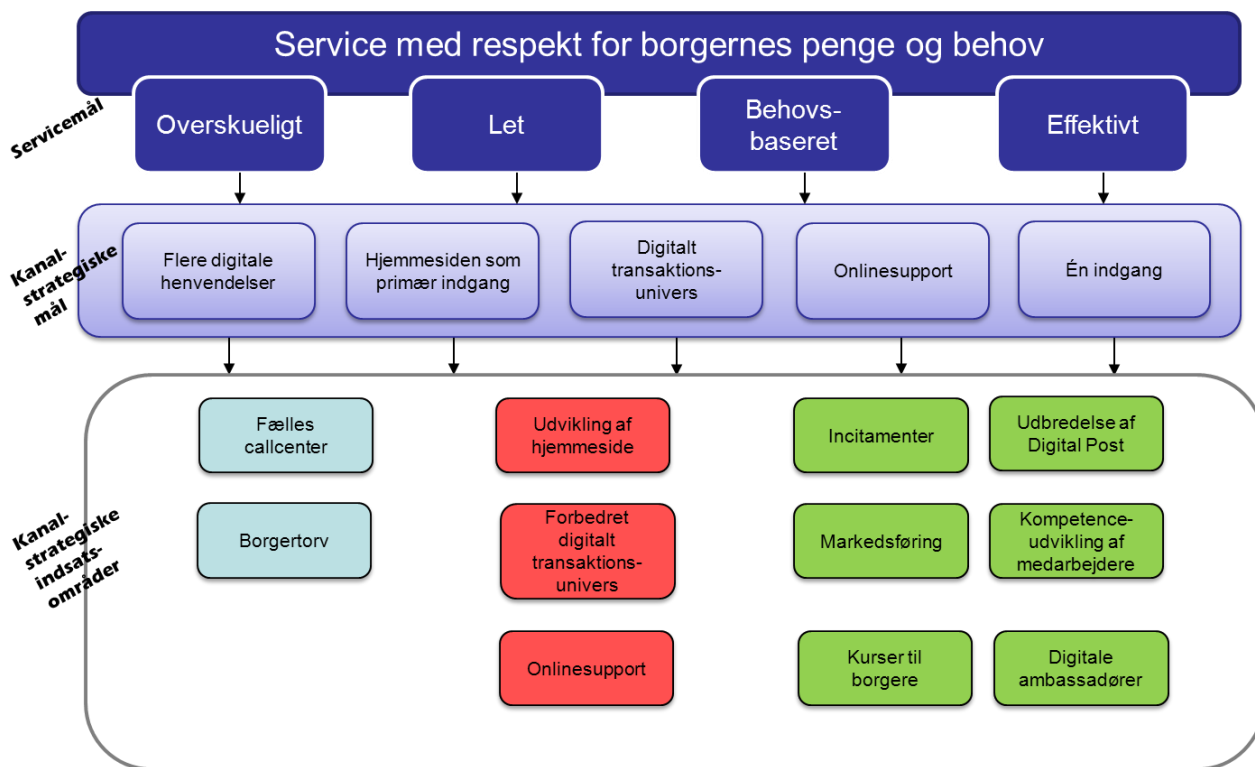 Service med respekt for borgernes penge og behov
Servicemål
Overskueligt
Let
Behovs-
baseret
Effektivt
Kanal-
strategiske
mål
Flere digitale
henvendelser
Hjemmesiden som
primær indgang
Digitalt
transaktions-
univers
Onlinesupport
Én indgang
Kanal-
strategiske
indsats-
områder
Fælles
callcenter
Udvikling af
hjemmeside
Incitamenter
Udbredelse af
Digital Post
Borgertorv
Forbedret
digitalt
transaktions-
univers
Markedsføring
Kompetence-
udvikling af
medarbejdere
Onlinesupport
Kurser til
borgere
Digitale
ambassadører